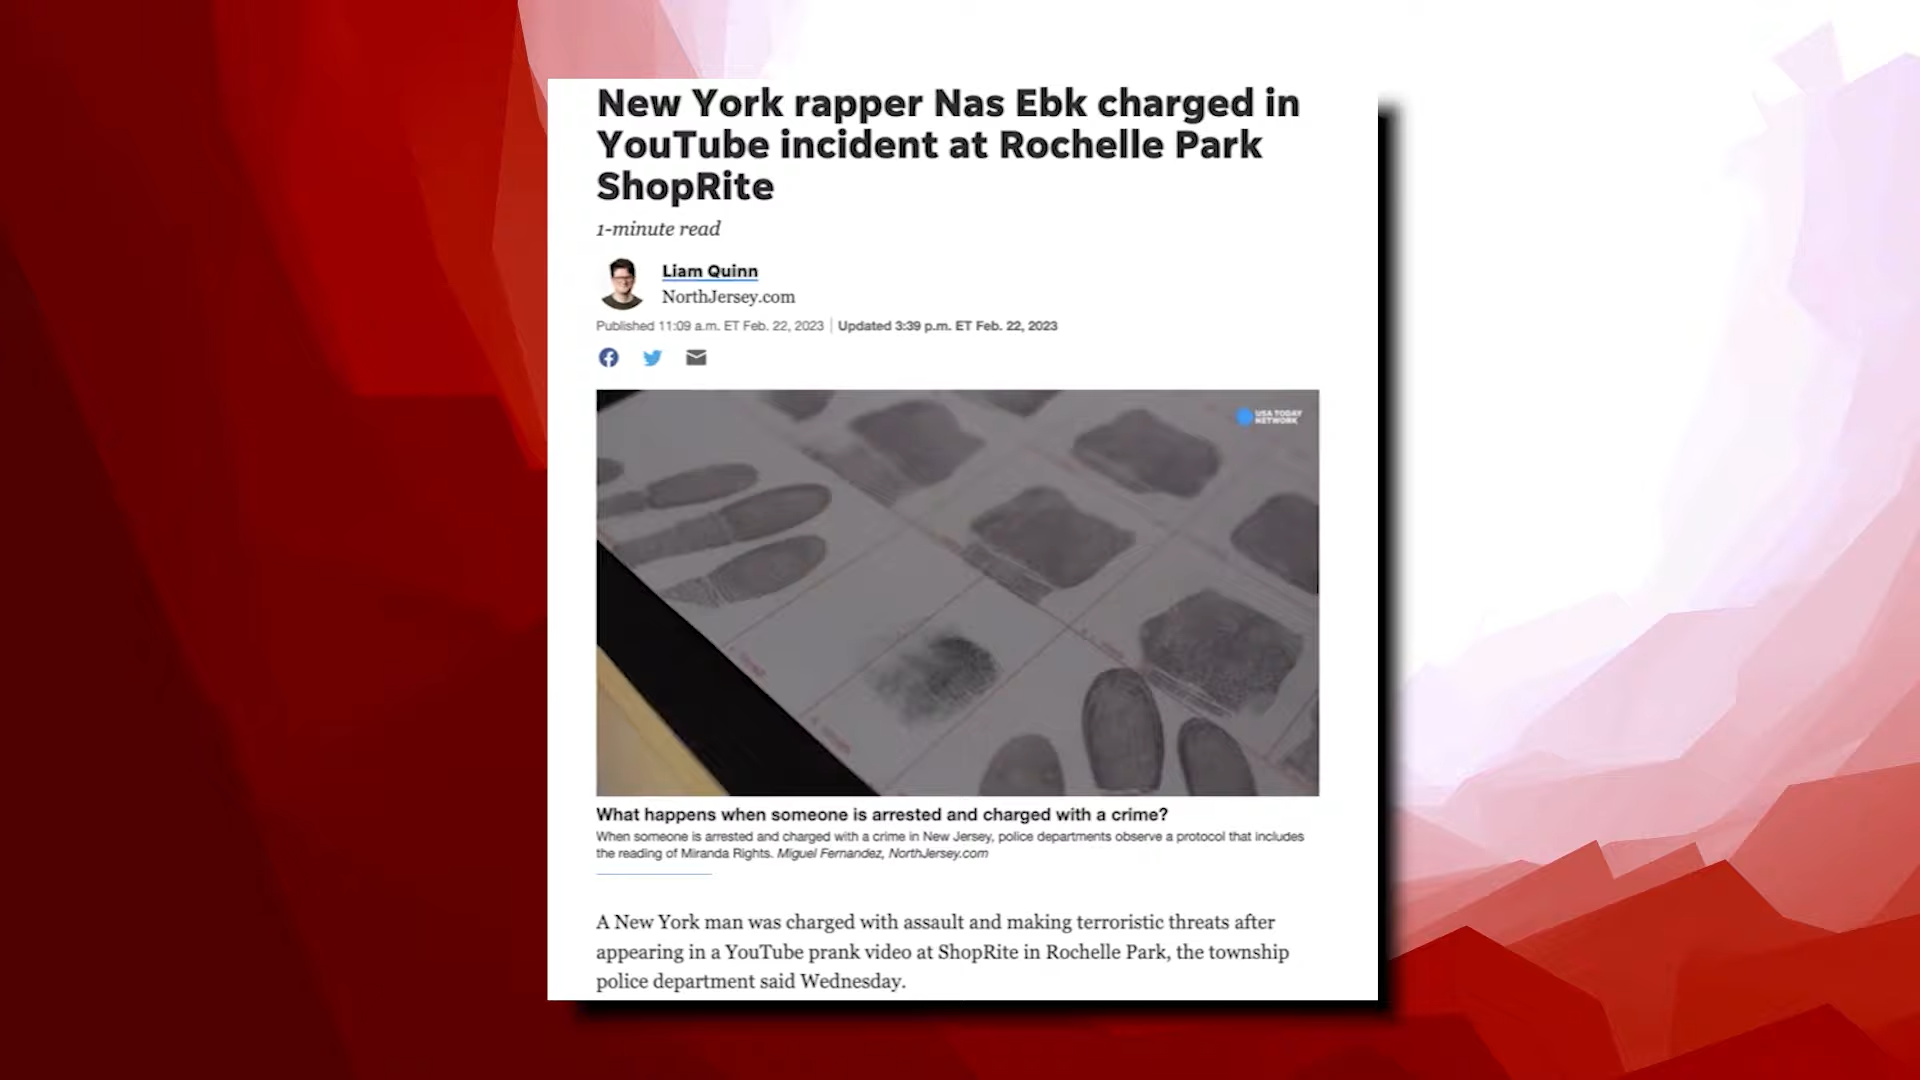 New York rapper Nas Ebk charged in
YouTube incident at Rochelle Park
ShopRite
1-minute read
Liam Quinn
NorthJersey.com
Published 11:09 a.m. ET Feb. 22, 2023 | Updated 3:39 p.m. ET Feb. 22, 2023
USA TODAY
NETWORK
What happens when someone is arrested and charged with a crime?
When someone is arrested and charged with a crime in New Jersey, police departments observe a protocol that includes
the reading of Miranda Rights. Miguel Fernandez, NorthJersey.com
A New York man was charged with assault and making terroristic threats after
appearing in a YouTube prank video at ShopRite in Rochelle Park, the township
police department said Wednesday.